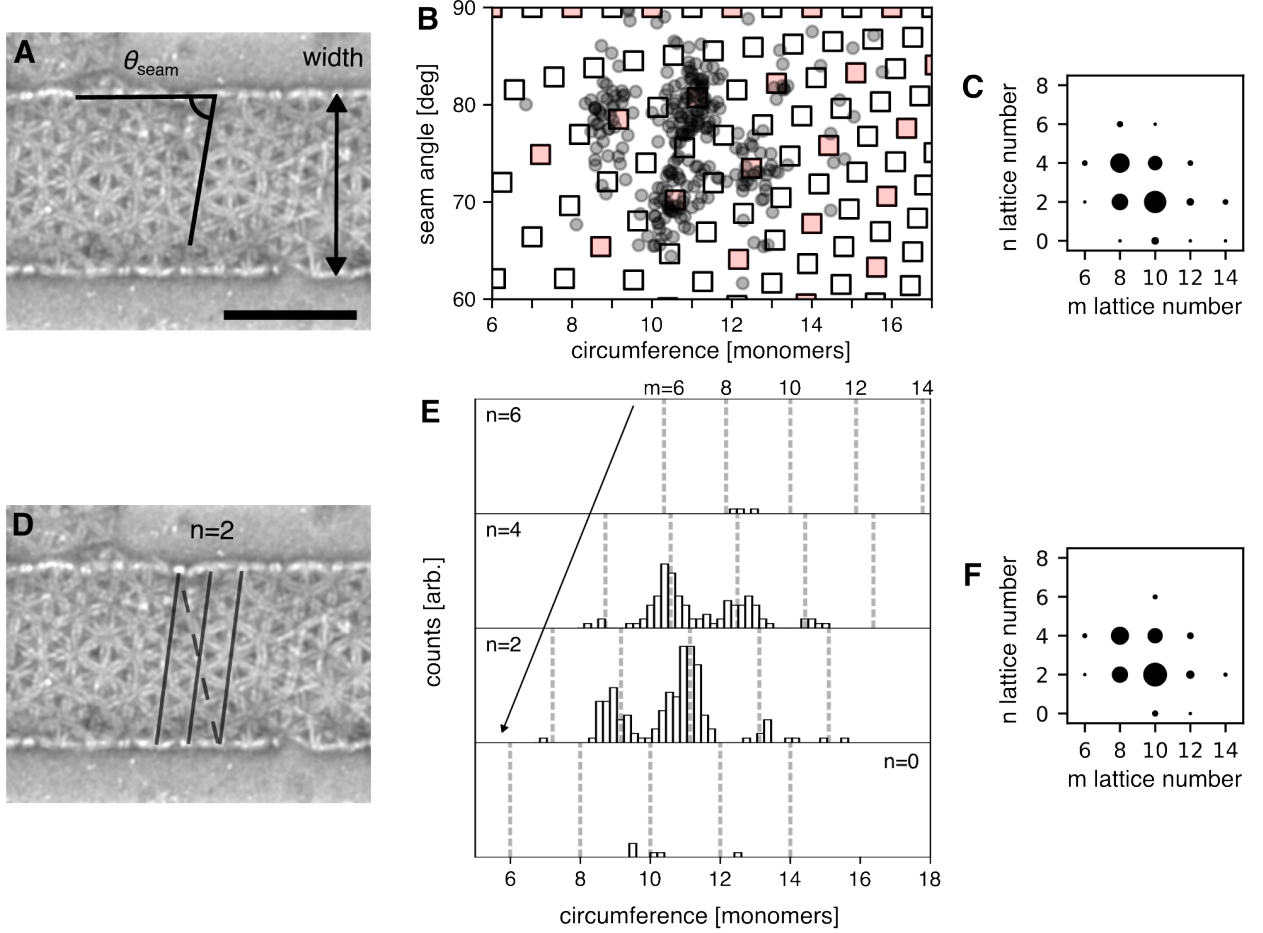 A
θseam
width
B
90
80
70
60
seam angle [deg]
6
8
10
12
14
16
circumference [monomers]
C
8
6
4
2
0
n lattice number
6
8
10
12
14
m lattice number
D
n=2
E
m=6
8
10
12
14
n=6
n=4
n=2
n=0
counts [arb.]
6
8
10
12
14
16
18
circumference [monomers]
F
8
6
4
2
0
n lattice number
6
8
10
12
14
m lattice number